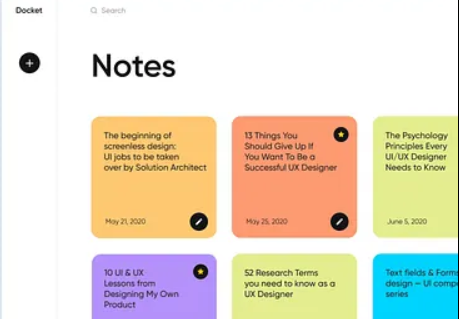 Docket
Search
Notes
The beginning of
screenless design:
UI jobs to be taken
over by Solution Architect
May 21, 2020
13 Things You
Should Give Up If
You Want To Be a
Successful UX Designer
May 25, 2020
The Psychology
Principles Every
UI/UX Designer
Needs to Know
June 5, 2020
10 UI & UX
Lessons from
Designing My Own
Product
52 Research Terms
you need to know as a
UX Designer
Text fields & Forms
design — UI comp
series